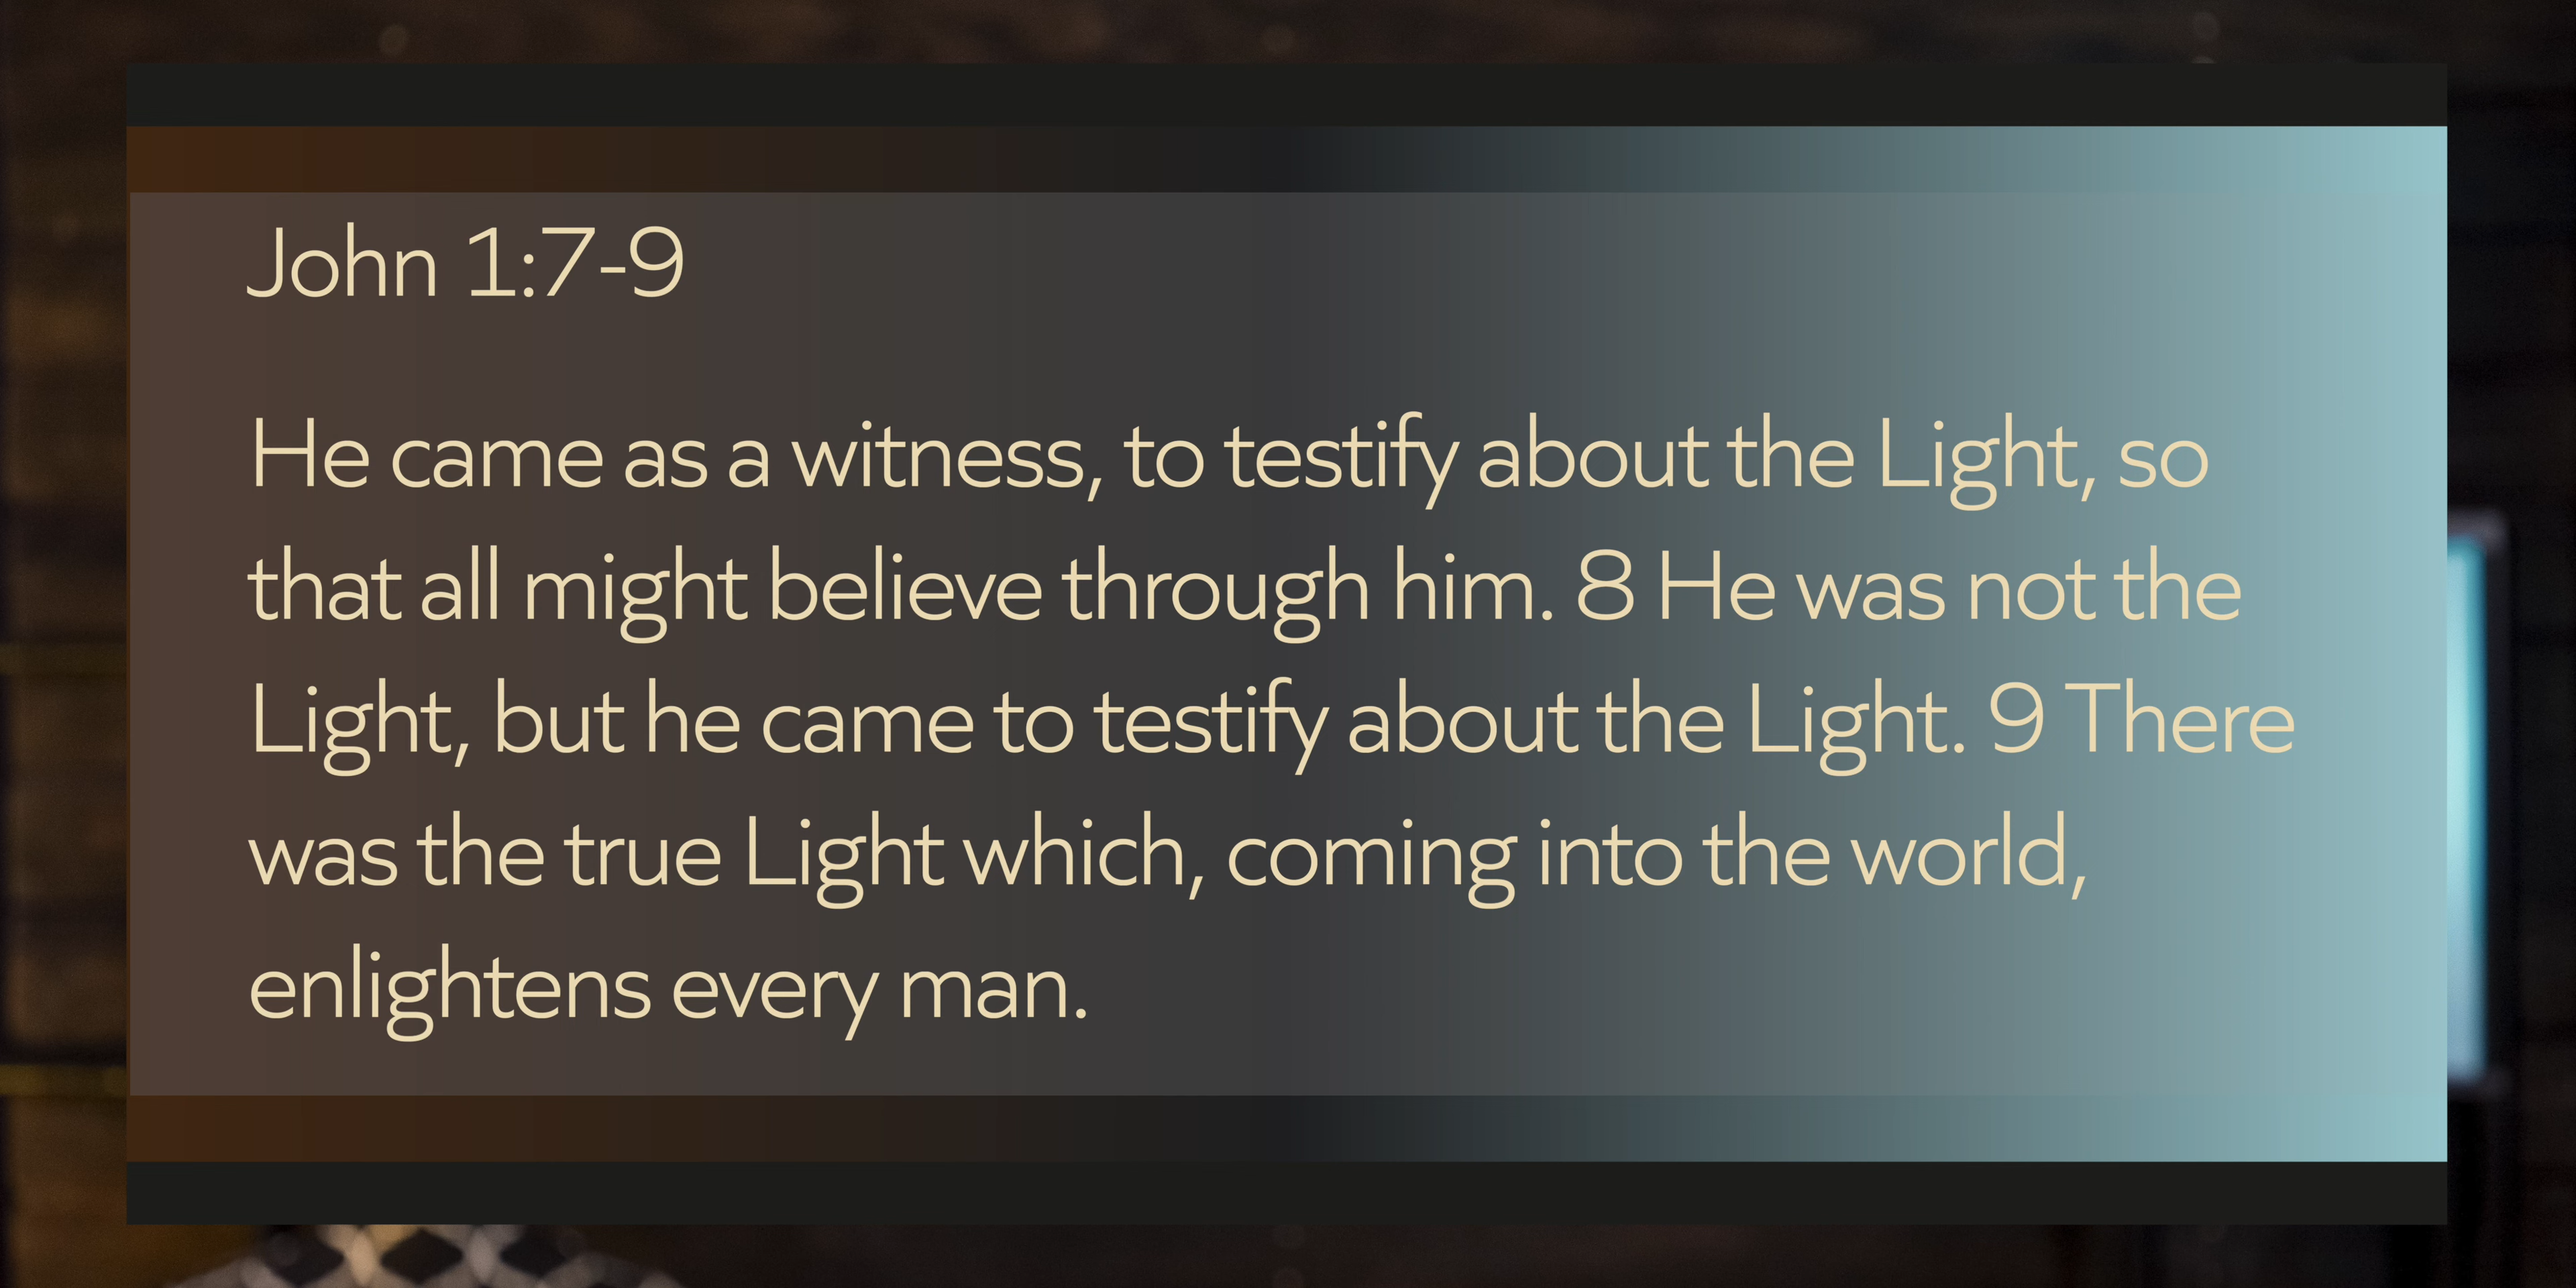 John 1:7-9
He came as a witness, to testify about the Light, so
that all might believe through him. 8 He was not the
Light, but he came to testify about the Light. 9 There
was the true Light which, coming into the world,
enlightens every man.